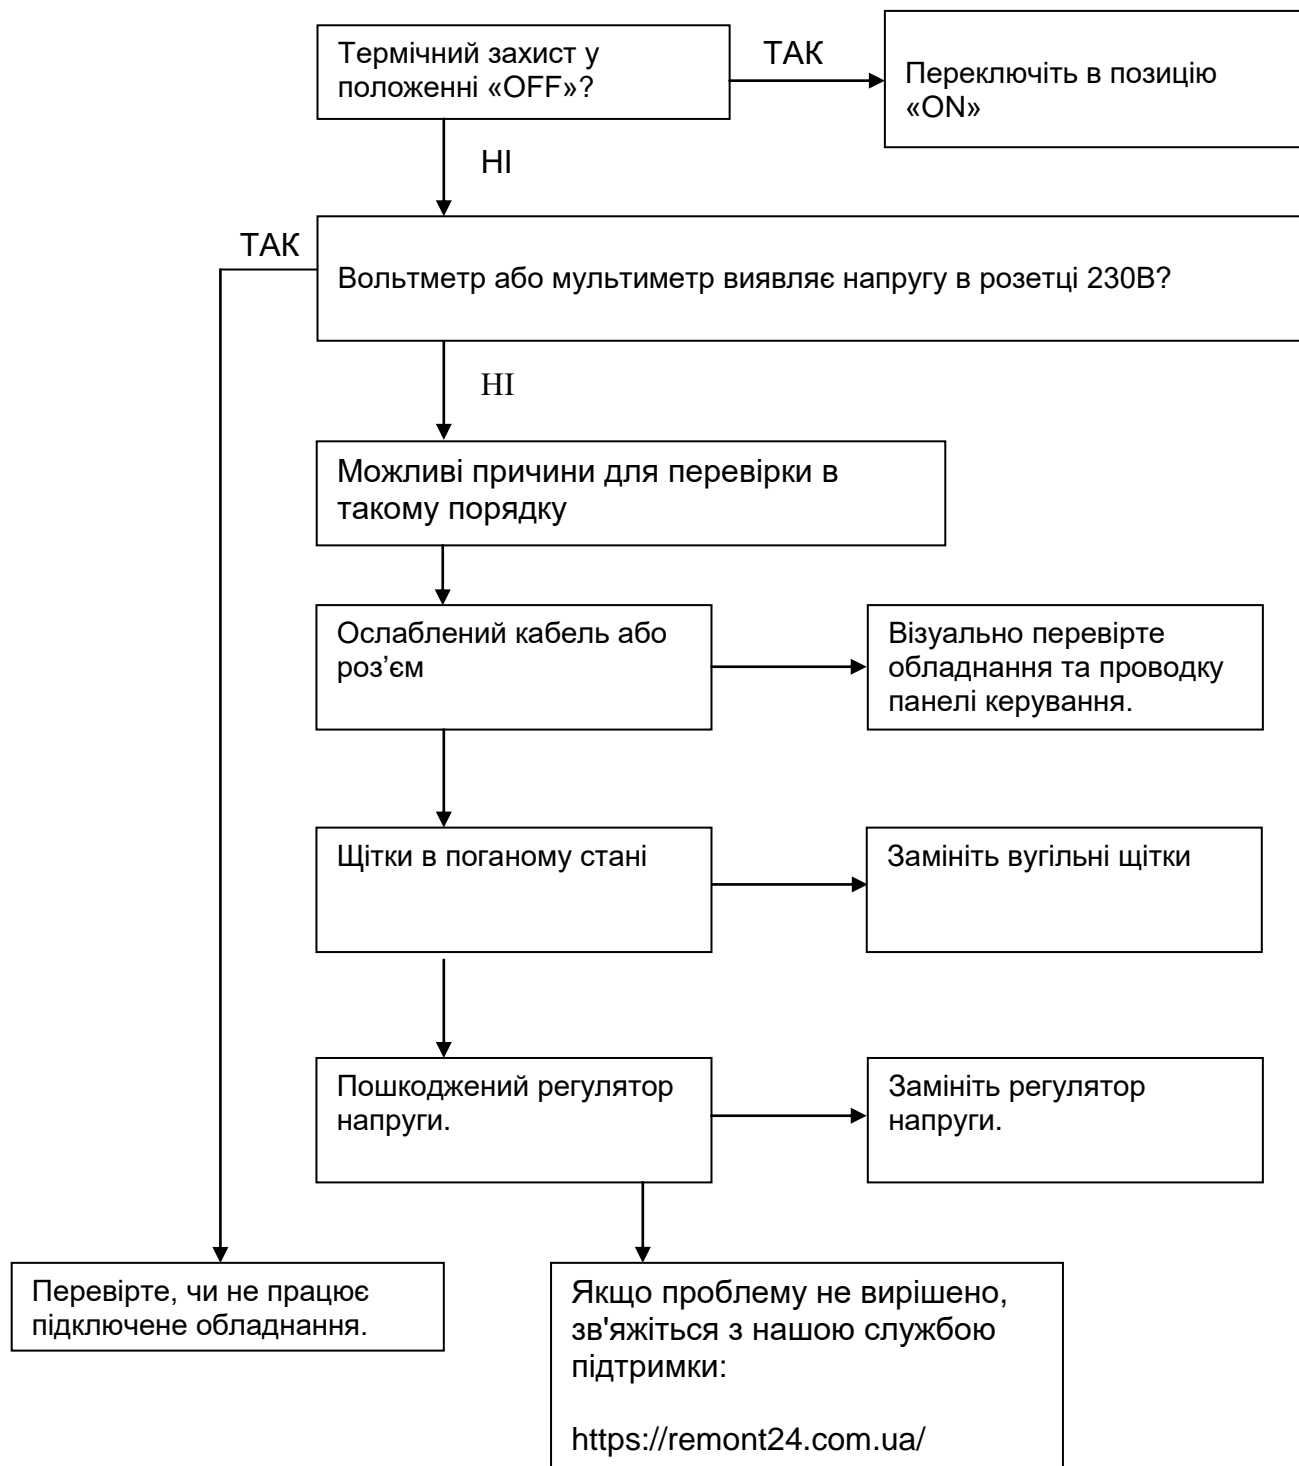 Термічний захист у
положенні «OFF»?
ТАК
Переключіть в позицію
«ON»
НІ
ТАК
Вольтметр або мультиметр виявляє напругу в розетці 230В?
НІ
Можливі причини для перевірки в
такому порядку
Ослаблений кабель або
роз’єм
Візуально перевірте
обладнання та проводку
панелі керування.
Щітки в поганому стані
Замініть вугільні щітки
Пошкоджений регулятор
напруги.
Замініть регулятор
напруги.
Перевірте, чи не працює
підключене обладнання.
Якщо проблему не вирішено,
зв'яжіться з нашою службою
підтримки:
https://remont24.com.ua/